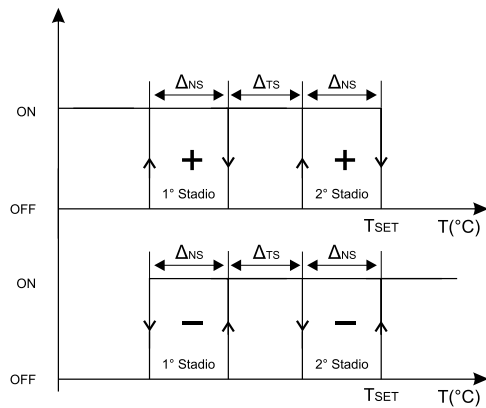 ΔNS ΔTS ΔNS
ON
+ +
1° Stadio 2° Stadio
OFF
TSET T(°C)
ΔNS ΔTS ΔNS
ON
− −
1° Stadio 2° Stadio
OFF
TSET T(°C)